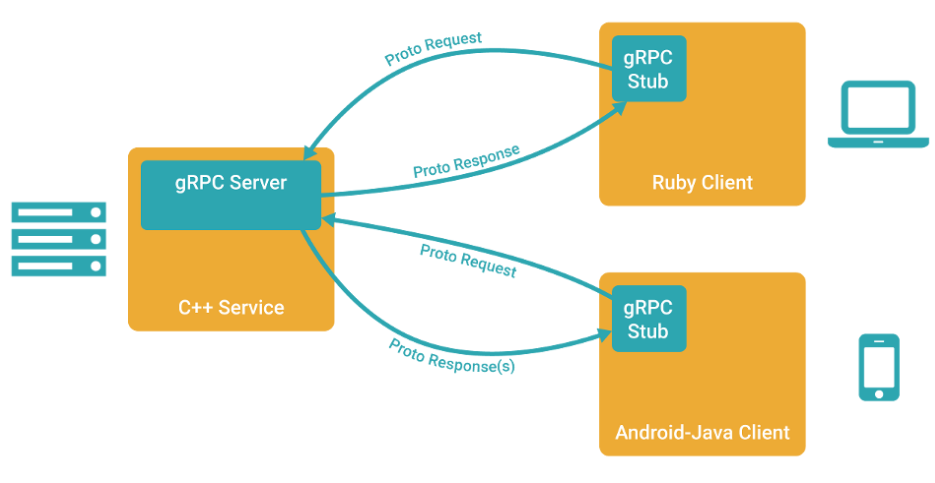 Proto Request
gRPC
Stub
Proto Response
Ruby Client
gRPC Server
C++ Service
Proto Request
gRPC
Stub
Proto Response(s)
Android-Java Client